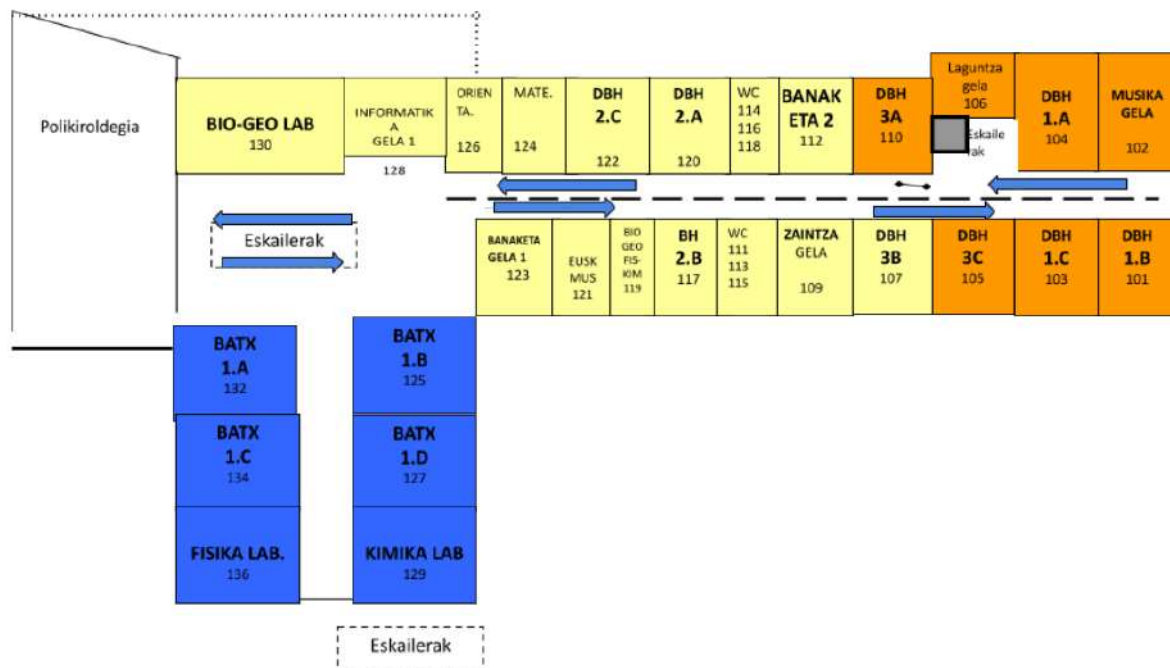 Polikiroldegia
BIO-GEO LAB
130
INFORMATIK
A
GELA 1
128
ORIEN
TA.
126
MATE.
124
DBH
2.C
122
DBH
2.A
120
WC
114
116
118
BANAK
ETA 2
112
DBH
3A
110
Laguntza
gela
106
Eskaile
rak
DBH
1.A
104
MUSIKA
GELA
102
Eskailerak
BANAKETA
GELA 1
123
EUSK
MUS
121
BIO
GEO
FIS-
KIM
119
BH
2.B
117
WC
111
113
115
ZAINTZA
GELA
109
DBH
3B
107
DBH
3C
105
DBH
1.C
103
DBH
1.B
101
BATX
1.A
132
BATX
1.B
125
BATX
1.C
134
BATX
1.D
127
FISIKA LAB.
136
KIMIKA LAB
129
Eskailerak